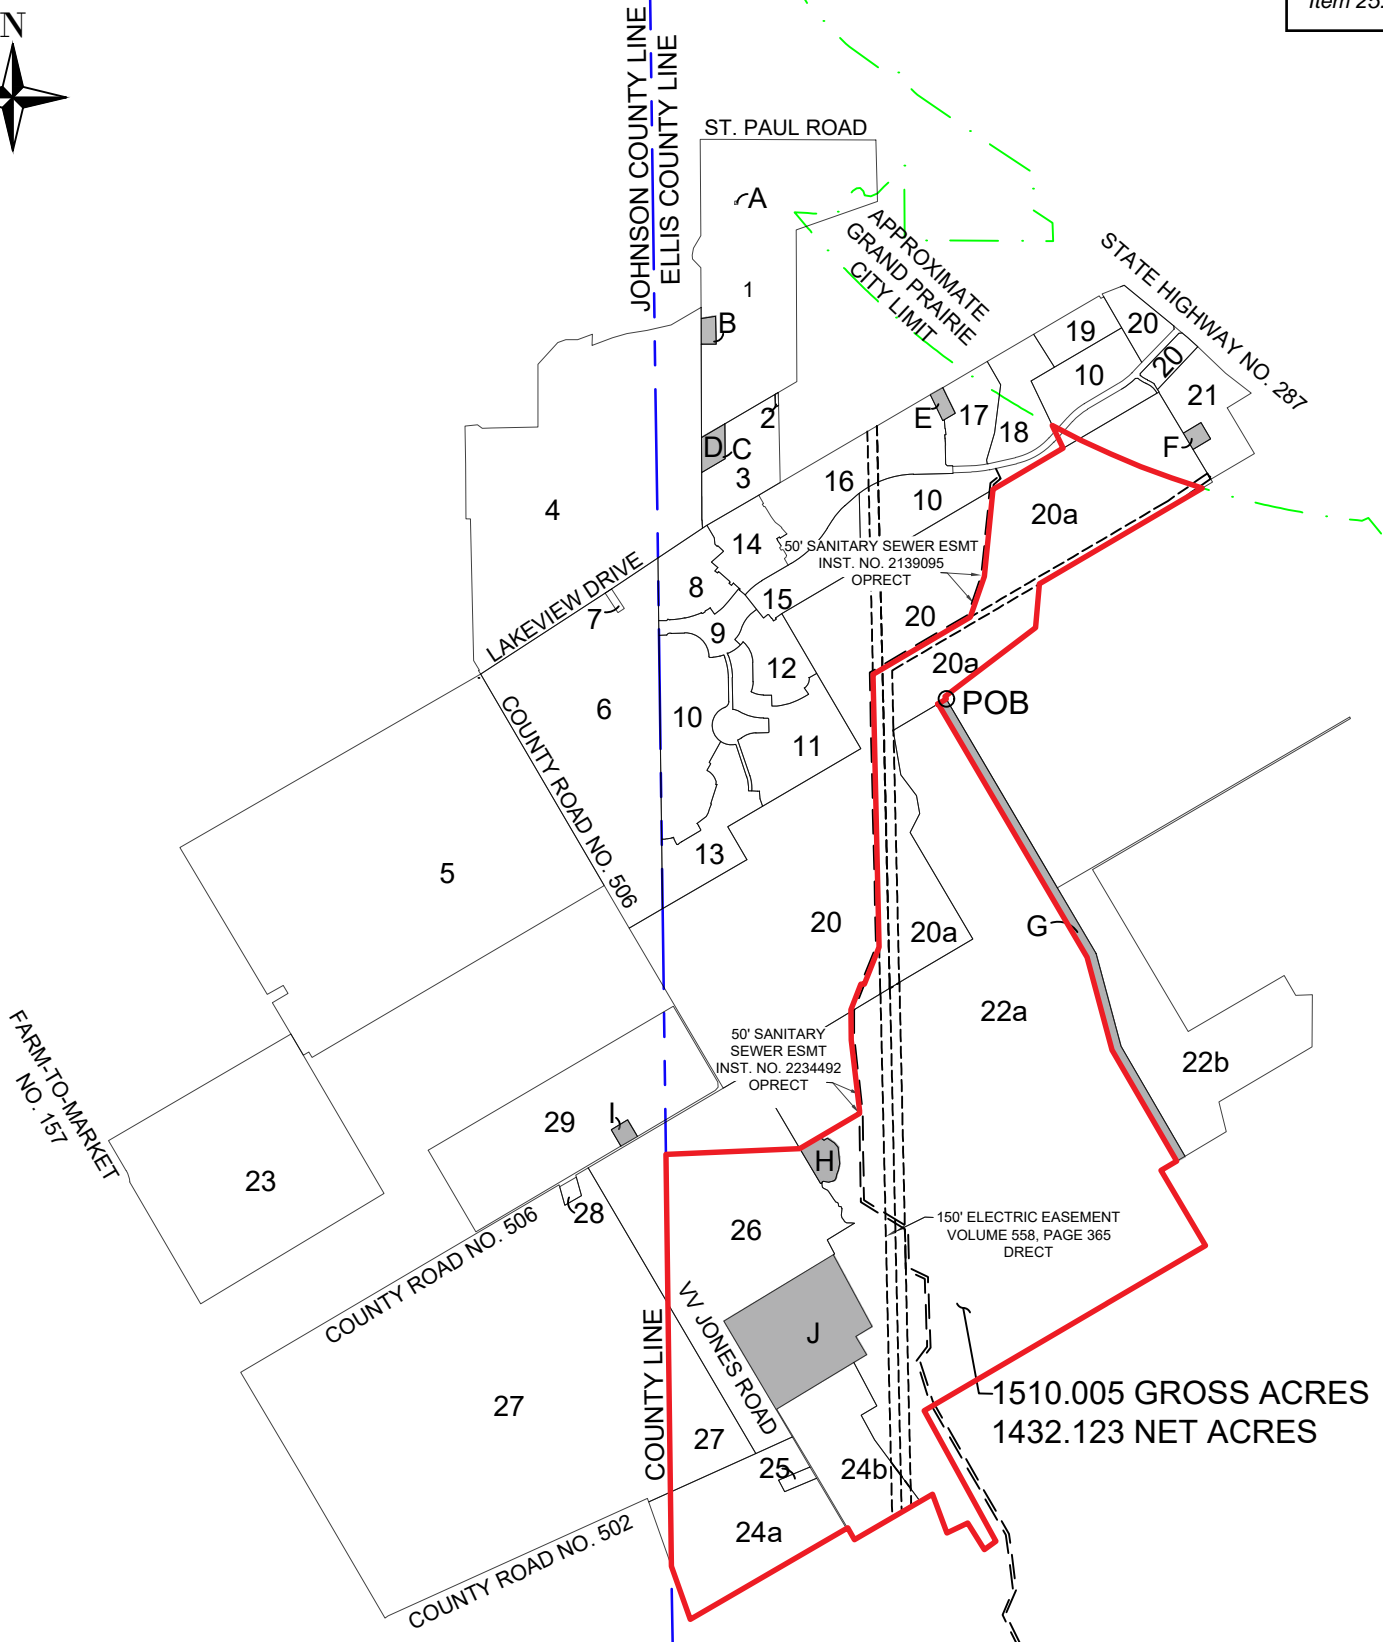 Item 25.
N
JOHNSON COUNTY LINE
ELLIS COUNTY LINE
ST. PAUL ROAD
A
1
B
APPROXIMATE
GRAND PRAIRIE
CITY LIMIT
STATE HIGHWAY NO. 287
19
20
10
20
21
2
E
17
18
F
D
C
3
16
10
4
20a
14
50' SANITARY SEWER ESMT
INST. NO. 2139095
OPRECT
8
LAKEVIEW DRIVE
7
15
20
9
12
20a
POB
6
10
11
COUNTY ROAD NO. 506
13
5
20
20a
G
22a
FARM-TO-MARKET
NO. 157
50' SANITARY
SEWER ESMT
INST. NO. 2234492
OPRECT
22b
29
I
H
23
28
26
150' ELECTRIC EASEMENT
VOLUME 558, PAGE 365
DRECT
COUNTY ROAD NO. 506
COUNTY LINE
VV JONES ROAD
J
1510.005 GROSS ACRES
1432.123 NET ACRES
27
27
25
24b
24a
COUNTY ROAD NO. 502